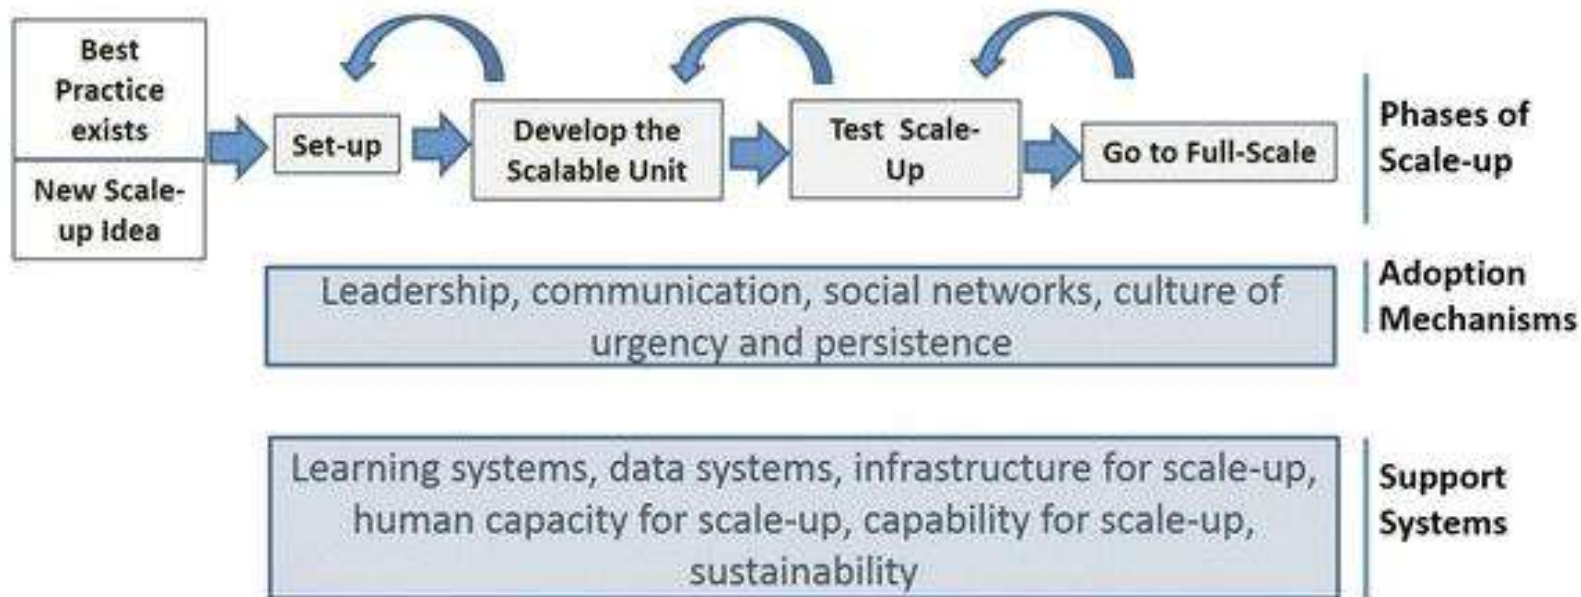 Best
Practice
exists
New Scale-
up Idea
Set-up
Develop the
Scalable Unit
Test Scale-
Up
Go to Full-Scale
Phases of
Scale-up
Leadership, communication, social networks, culture of
urgency and persistence
Adoption
Mechanisms
Learning systems, data systems, infrastructure for scale-up,
human capacity for scale-up, capability for scale-up,
sustainability
Support
Systems